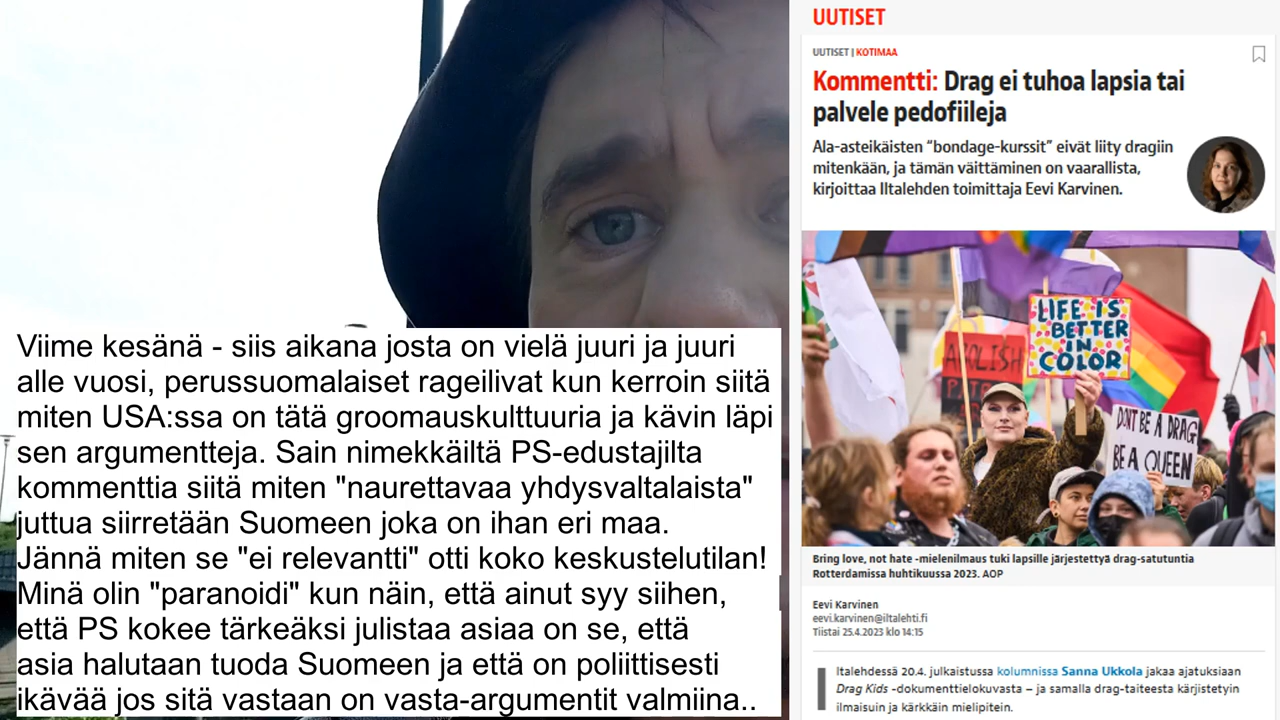 Viime kesänä - siis aikana josta on vielä juuri ja juuri
alle vuosi, perussuomalaiset rageilivat kun kerroin siitä
miten USA:ssa on tätä groomauskulttuuria ja kävin läpi
sen argumentteja. Sain nimekkäiltä PS-edustajilta
kommenttia siitä miten "naurettavaa yhdysvaltalaista"
juttua siirretään Suomeen joka on ihan eri maa.
Jännä miten se "ei relevantti" otti koko keskustelutilan!
Minä olin "paranoidi" kun näin, että ainut syy siihen,
että PS kokee tärkeäksi julistaa asiaa on se, että
asia halutaan tuoda Suomeen ja että on poliittisesti
ikävää jos sitä vastaan on vasta-argumentit valmiina..
UUTISET
UUTISET | KOTIMAA
Kommentti: Drag ei tuhoa lapsia tai
palvele pedofiileja
Ala-asteikäisten "bondage-kurssit" eivät liity dragiin
mitenkään, ja tämän väittäminen on vaarallista,
kirjoittaa Iltalehden toimittaja Eevi Karvinen.
LIFE IS
BETTER
IN
COLOR
ABOLISH
DON'T BE A DRAG
BE A QUEEN
Bring love, not hate -mielenilmaus tuki lapsille järjestettyä drag-satutuntia
Rotterdamissa huhtikuussa 2023. AOP
Eevi Karvinen
eevi.karvinen@iltalehti.fi
Tiistai 25.4.2023 klo 14:15
Iltalehdessä 20.4. julkaistussa kolumnissa Sanna Ukkola jakaa ajatuksiaan
Drag Kids -dokumenttielokuvasta – ja samalla drag-taiteesta kärjistetyin
ilmaisuin ja kärkkäin mielipitein.